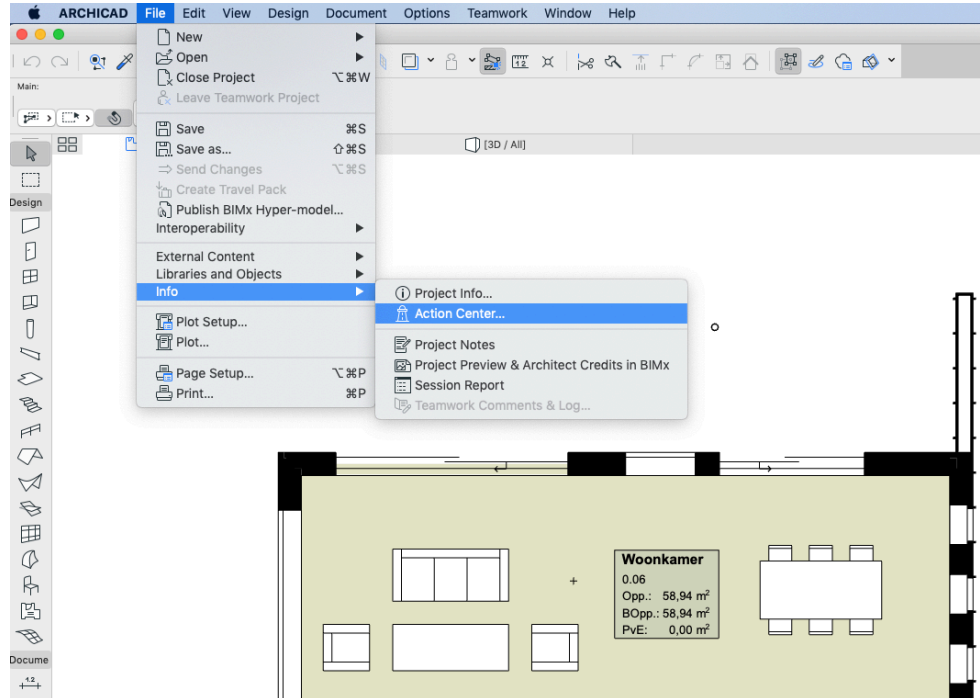 ARCHICAD File Edit View Design Document Options Teamwork Window Help
New
Open
Close Project ⌥⌘W
Leave Teamwork Project
Main:
Save ⌘S
Save as... ⇧⌘S
[3D / All]
Send Changes ⌥⌘S
Create Travel Pack
Design
Publish BIMx Hyper-model...
Interoperability
External Content
Libraries and Objects
Info
Project Info...
Action Center...
Plot Setup...
Plot...
Project Notes
Project Preview & Architect Credits in BIMx
Page Setup... ⌥⌘P
Session Report
Print... ⌘P
Teamwork Comments & Log...
Woonkamer
0.06
Opp.: 58,94 m²
BOpp.: 58,94 m²
PvE: 0,00 m²
Docume
1.2